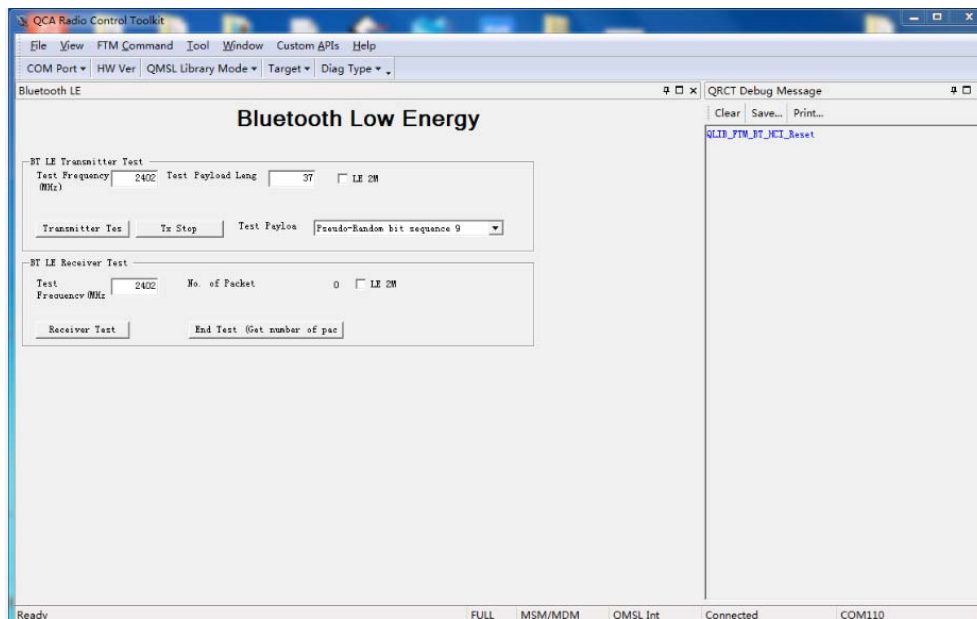 QCA Radio Control Toolkit
File View FTM Command Tool Window Custom APIs Help
COM Port HW Ver QMSL Library Mode Target Diag Type
Bluetooth LE
QRCT Debug Message
Clear Save... Print...
Bluetooth Low Energy
QLIB_FTM_BT_HCI_Reset
BT LE Transmitter Test
Test Frequency (MHz) 2402 Test Payload Leng 37 LE 2M
Transmitter Tes Tx Stop Test Payloa Pseudo-Random bit sequence 9
BT LE Receiver Test
Test Frequency (MHz 2402 No. of Packet 0 LE 2M
Receiver Test End Test (Get number of pac
Ready FULL MSM/MDM QMSL Int Connected COM110